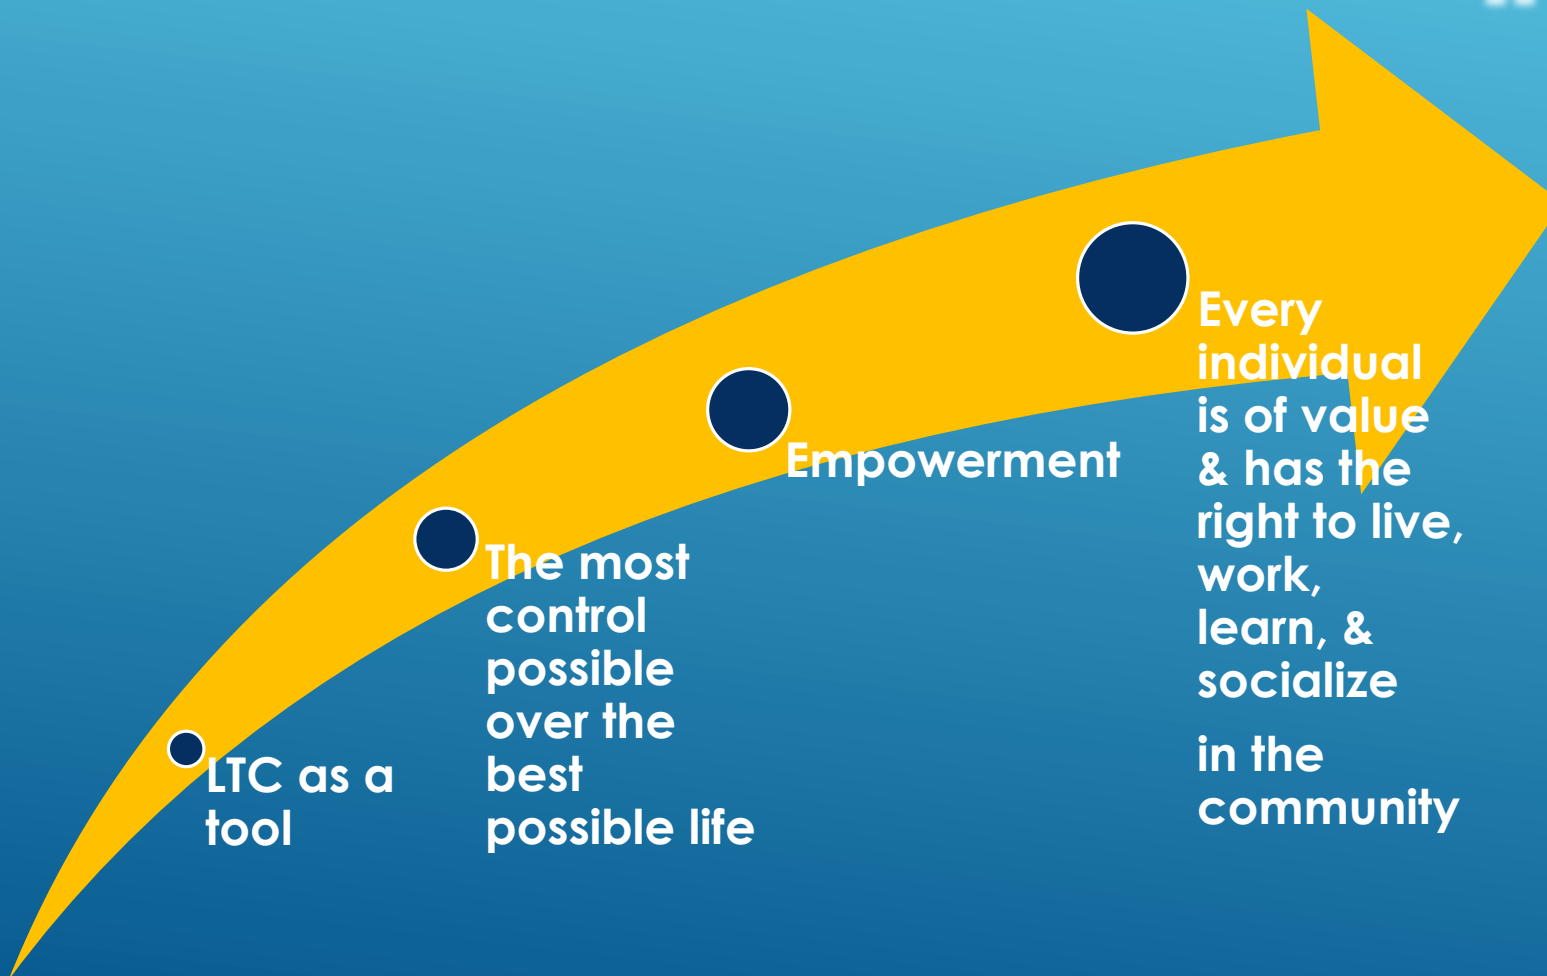 LTC as a
tool
The most
control
possible
over the
best
possible life
Empowerment
Every
individual
is of value
& has the
right to live,
work,
learn, &
socialize
in the
community